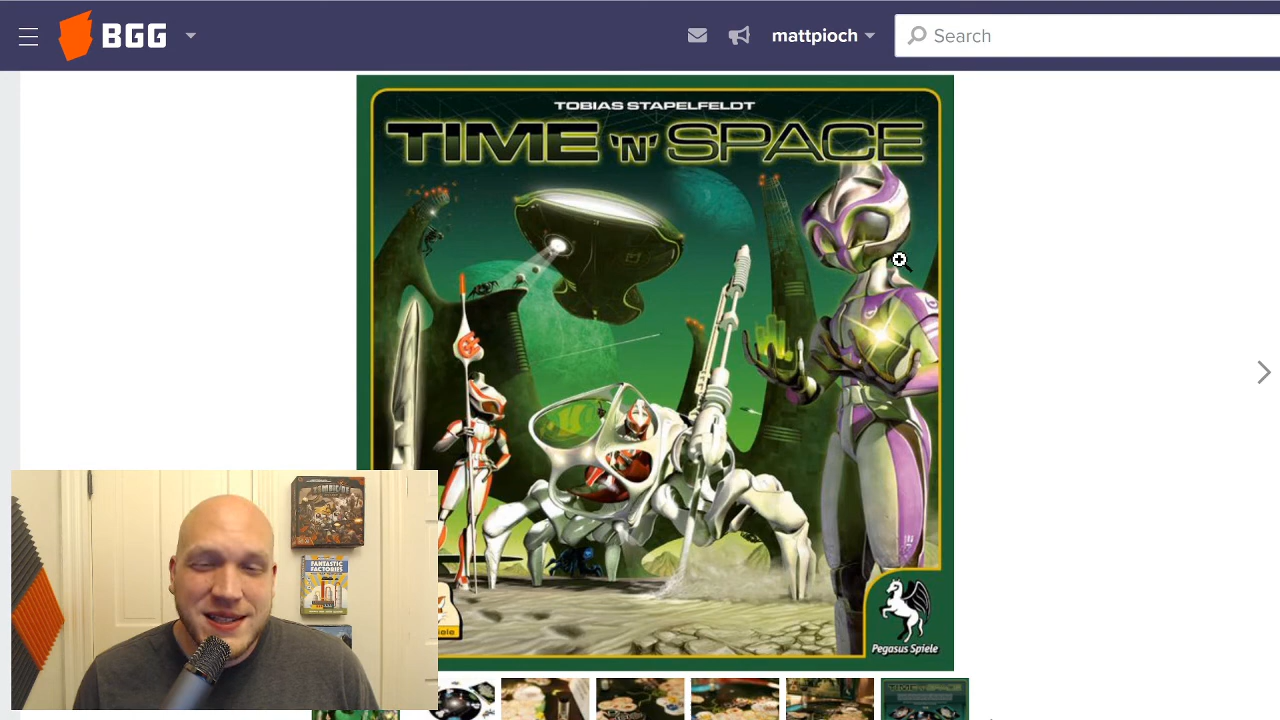 BGG
mattpioch
Search
TOBIAS STAPELFELDT
TIME 'N' SPACE
Pegasus Spiele
FANTASTIC
FACTORIES